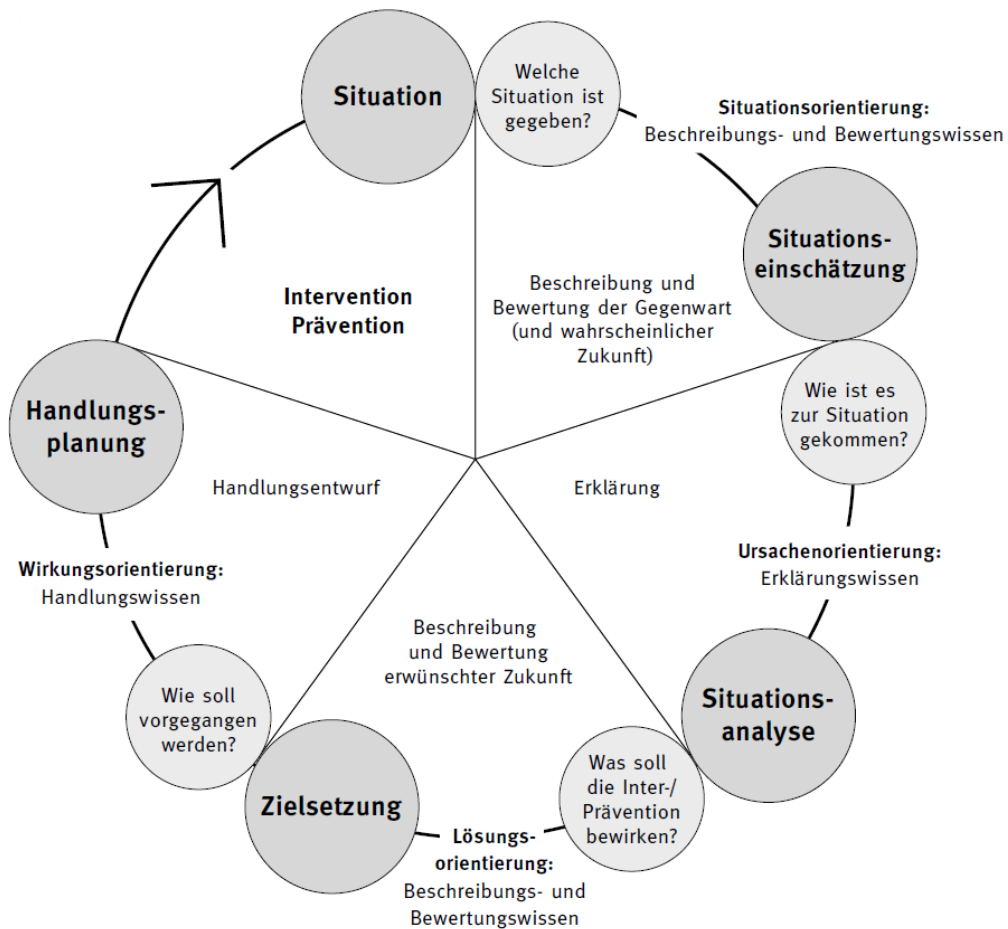 Situation
Welche
Situation ist
gegeben?
Situationsorientierung:
Beschreibungs- und Bewertungswissen
Situations-
einschätzung
Beschreibung und
Bewertung der Gegenwart
(und wahrscheinlicher
Zukunft)
Wie ist es
zur Situation
gekommen?
Erklärung
Ursachenorientierung:
Erklärungswissen
Situations-
analyse
Was soll
die Inter-/
Prävention
bewirken?
Beschreibung
und Bewertung
erwünschter Zukunft
Lösungs-
orientierung:
Beschreibungs- und
Bewertungswissen
Zielsetzung
Wie soll
vorgegangen
werden?
Wirkungsorientierung:
Handlungswissen
Handlungsentwurf
Handlungs-
planung
Intervention
Prävention